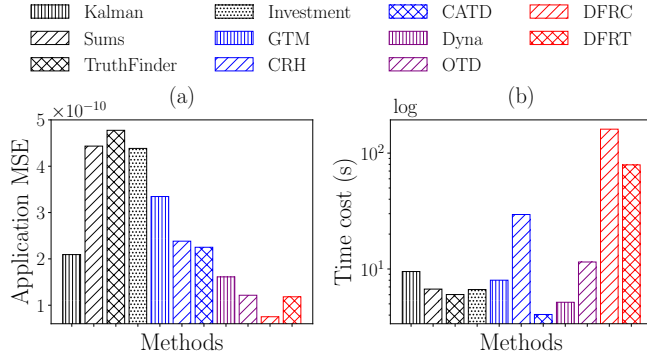 Kalman Investment CATD DFRC
Sums GTM Dyna DFRT
TruthFinder CRH OTD
×10⁻¹⁰ (a)
5
4
3
2
1
Application MSE
Methods
log (b)
10²
10¹
Time cost (s)
Methods